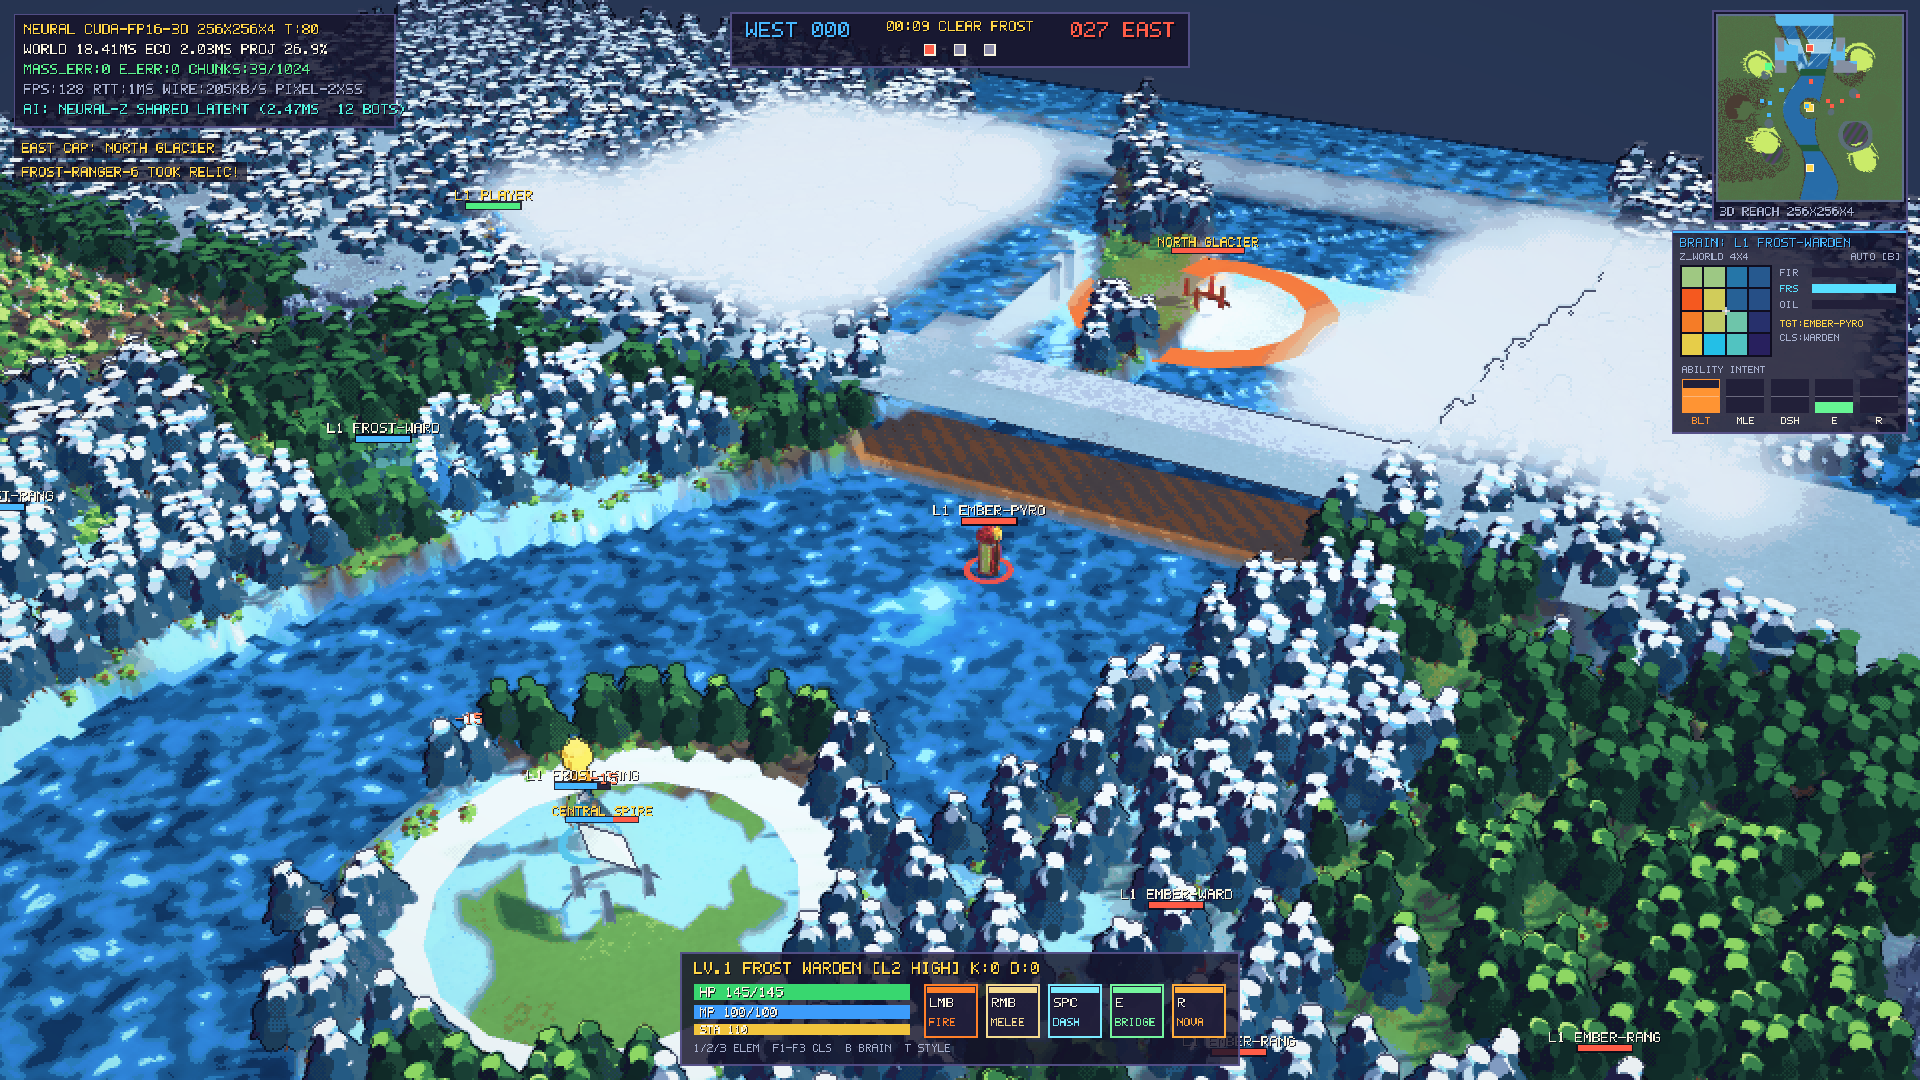 NEURAL CUDA-FP16-3D 256X256X4 T:80
WORLD 18.41MS ECO 2.03MS PROJ 26.9%
MASS_ERR:0 E_ERR:0 CHUNKS:39/1024
FPS:128 RTT:1MS WIRE:205KB/S PIXEL-2XSS
AI: NEURAL-Z SHARED LATENT (2.47MS 12 BOTS)
EAST CAP: NORTH GLACIER
FROST-RANGER-6 TOOK RELIC!
WEST 000
00:09 CLEAR FROST
027 EAST
3D REACH 256X256X4
BRAIN: L1 FROST-WARDEN
Z_WORLD 4X4
AUTO [B]
FIR
FRS
OIL
TGT:EMBER-PYRO
CLS:WARDEN
ABILITY INTENT
BLT
MLE
DSH
E
R
L1 PLAYER
NORTH GLACIER
L1 FROST-WARD
L1 EMBER-PYRO
-15
CENTRAL SPIRE
L1 EMBER-WARD
L1 EMBER-RANG
LV.1 FROST WARDEN [L2 HIGH] K:0 D:0
HP 145/145
MP 100/100
STA 110
LMB
FIRE
RMB
MELEE
SPC
DASH
E
BRIDGE
R
NOVA
1/2/3 ELEM F1-F3 CLS B BRAIN T STYLE